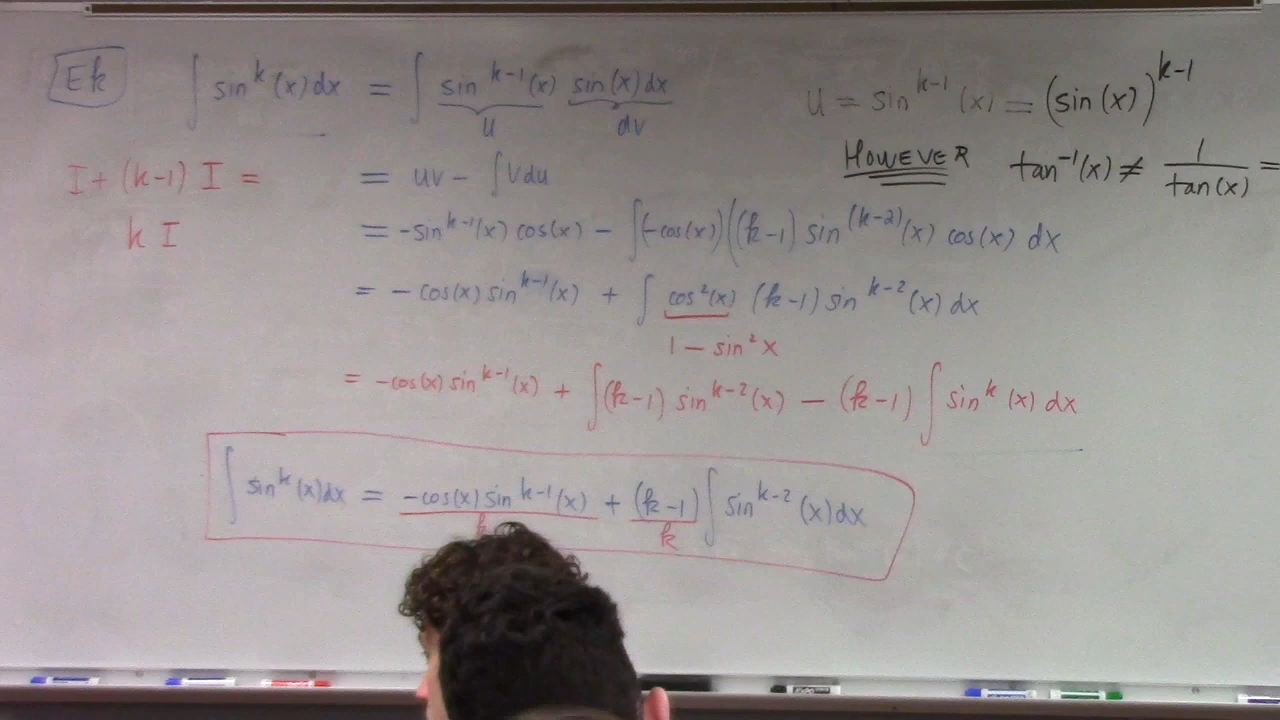 Ek ∫ sin^k (x) dx = ∫ sin^{k-1}(x) sin(x) dx
u dv
I + (k-1) I = = uv - ∫ v du
k I = -sin^{k-1}(x) cos(x) - ∫(-cos(x))((k-1) sin^{(k-2)}(x) cos(x) dx
= -cos(x) sin^{k-1}(x) + ∫ cos²(x) (k-1) sin^{k-2}(x) dx
1 - sin² x
= -cos(x) sin^{k-1}(x) + ∫(k-1) sin^{k-2}(x) - (k-1) ∫ sin^k (x) dx
∫ sin^k(x) dx = -cos(x) sin^{k-1}(x) / k + (k-1)/k ∫ sin^{k-2}(x) dx
u = sin^{k-1}(x) = (sin(x))^{k-1}
HOWEVER tan^{-1}(x) ≠ 1/tan(x) =